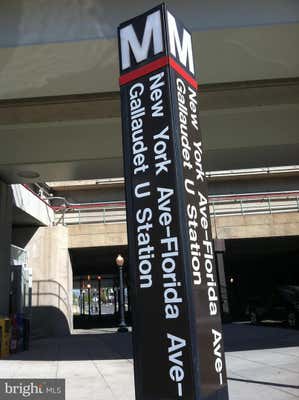 M
New York Ave-Florida Ave-
Gallaudet U Station
M
New York Ave-Florida Ave-
Gallaudet U Station
bright MLS